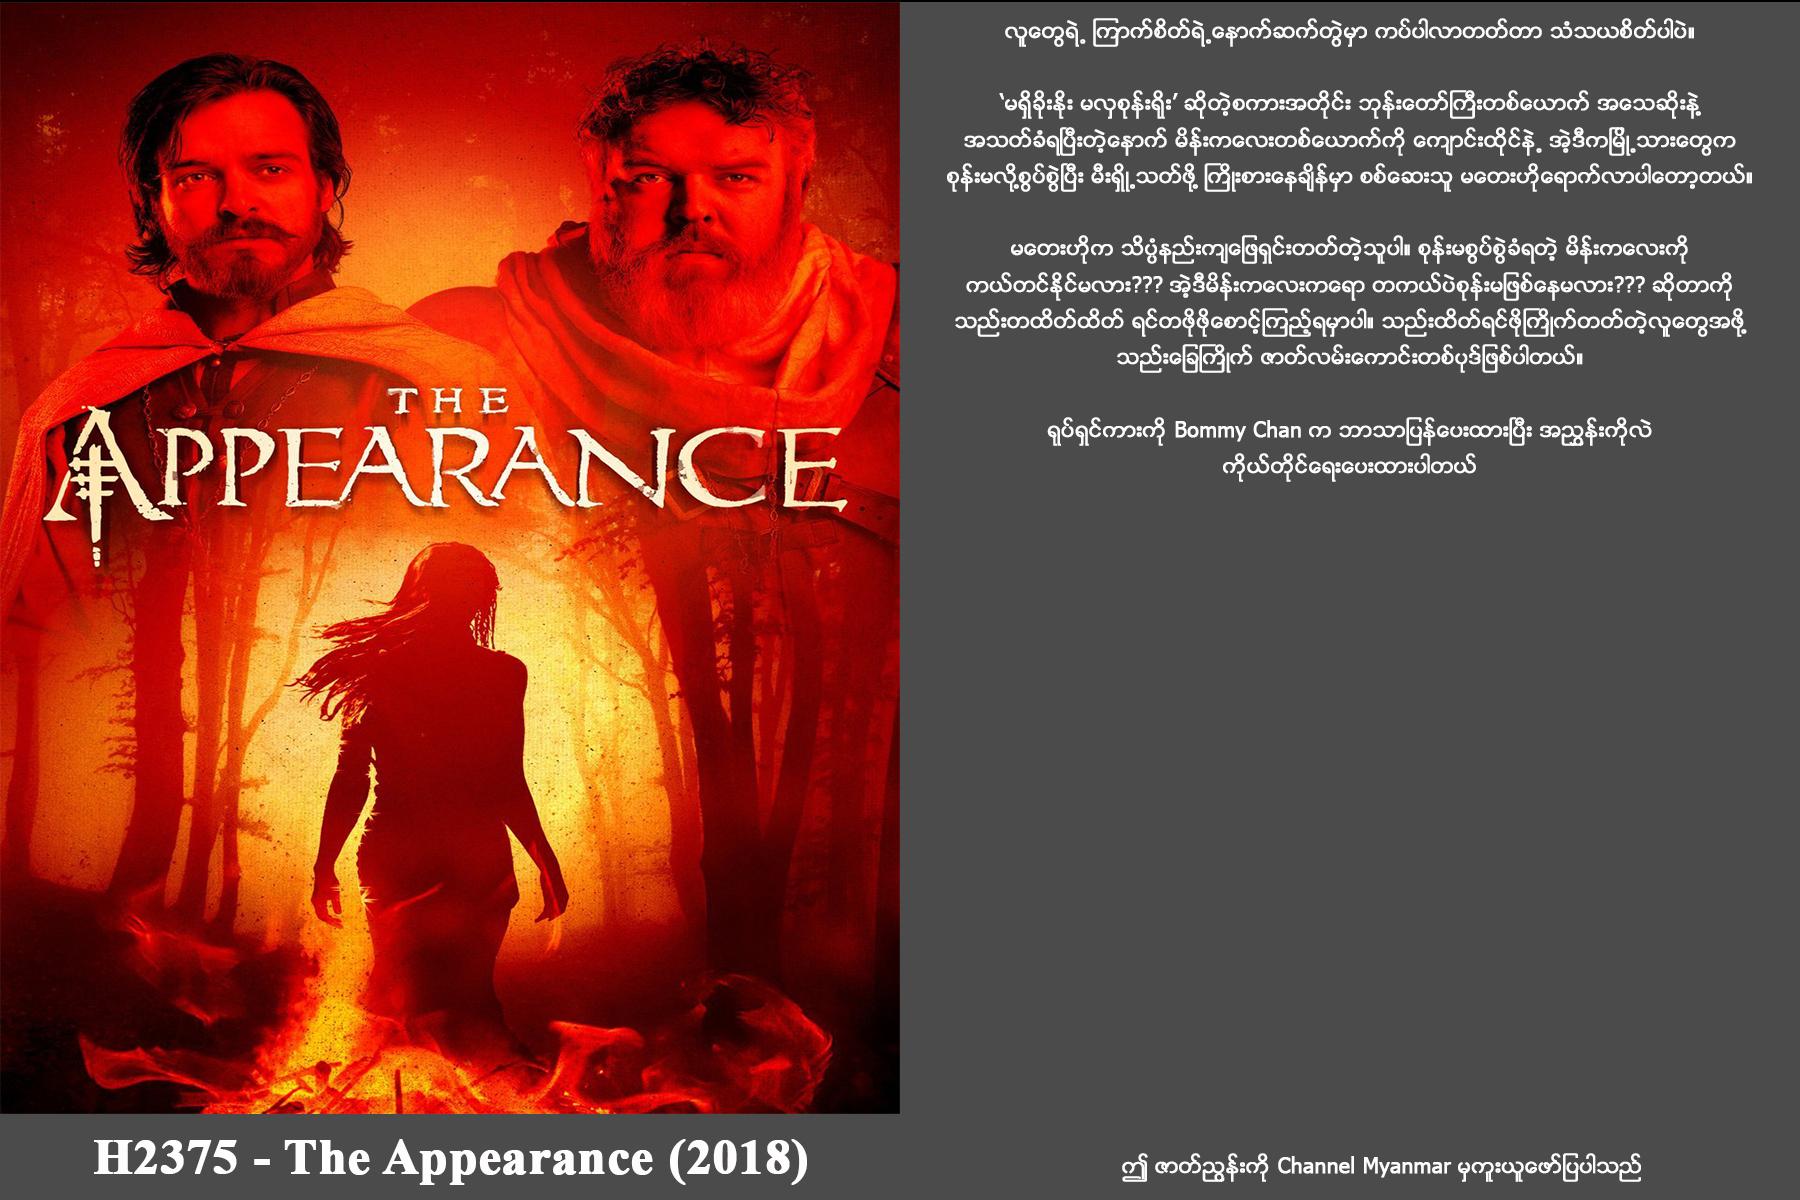 THE
APPEARANCE
H2375 - The Appearance (2018)
လူတွေရဲ့ ကြောက်စိတ်ရဲ့နောက်ဆက်တွဲမှာ ကပ်ပါလာတတ်တာ သံသယစိတ်ပါပဲ။
‘မရှိခိုးနိုး မလှစုန်းရိုး’ ဆိုတဲ့စကားအတိုင်း ဘုန်းတော်ကြီးတစ်ယောက် အသေဆိုးနဲ့
အသတ်ခံရပြီးတဲ့နောက် မိန်းကလေးတစ်ယောက်ကို ကျောင်းထိုင်နဲ့ အဲ့ဒီကမြို့သားတွေက
စုန်းမလို့စွပ်စွဲပြီး မီးရှို့သတ်ဖို့ ကြိုးစားနေချိန်မှာ စစ်ဆေးသူ မတေးဟိုရောက်လာပါတော့တယ်။
မတေးဟိုက သိပ္ပံနည်းကျဖြေရှင်းတတ်တဲ့သူပါ။ စုန်းမစွပ်စွဲခံရတဲ့ မိန်းကလေးကို
ကယ်တင်နိုင်မလား??? အဲ့ဒီမိန်းကလေးကရော တကယ်ပဲစုန်းမဖြစ်နေမလား??? ဆိုတာကို
သည်းတထိတ်ထိတ် ရင်တဖိုဖိုစောင့်ကြည့်ရမှာပါ။ သည်းထိတ်ရင်ဖိုကြိုက်တတ်တဲ့လူတွေအဖို့
သည်းခြေကြိုက် ဇာတ်လမ်းကောင်းတစ်ပုဒ်ဖြစ်ပါတယ်။
ရုပ်ရှင်ကားကို Bommy Chan က ဘာသာပြန်ပေးထားပြီး အညွှန်းကိုလဲ
ကိုယ်တိုင်ရေးပေးထားပါတယ်
ဤ ဇာတ်ညွှန်းကို Channel Myanmar မှကူးယူဖော်ပြပါသည်